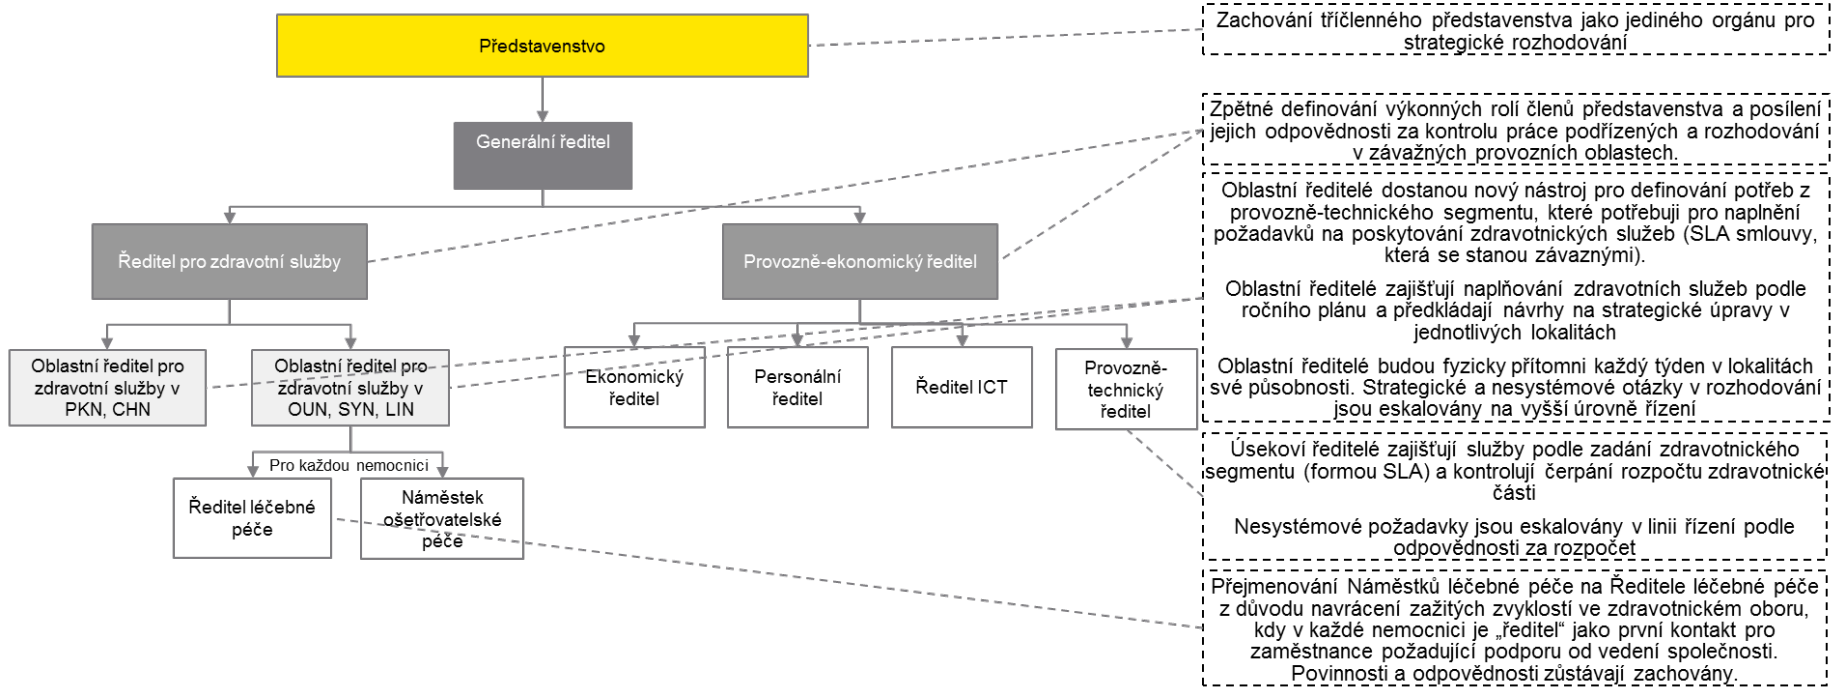 Představenstvo
Generální ředitel
Ředitel pro zdravotní služby
Provozně-ekonomický ředitel
Oblastní ředitel pro
zdravotní služby v
PKN, CHN
Oblastní ředitel pro
zdravotní služby v
OUN, SYN, LIN
Ekonomický
ředitel
Personální
ředitel
Ředitel ICT
Provozně-
technický
ředitel
Pro každou nemocnici
Ředitel léčebné
péče
Náměstek
ošetřovatelské
péče
Zachování tříčlenného představenstva jako jediného orgánu pro
strategické rozhodování
Zpětné definování výkonných rolí členů představenstva a posílení
jejich odpovědnosti za kontrolu práce podřízených a rozhodování
v závažných provozních oblastech.
Oblastní ředitelé dostanou nový nástroj pro definování potřeb z
provozně-technického segmentu, které potřebuji pro naplnění
požadavků na poskytování zdravotnických služeb (SLA smlouvy,
která se stanou závaznými).
Oblastní ředitelé zajišťují naplňování zdravotních služeb podle
ročního plánu a předkládají návrhy na strategické úpravy v
jednotlivých lokalitách
Oblastní ředitelé budou fyzicky přítomni každý týden v lokalitách
své působnosti. Strategické a nesystémové otázky v rozhodování
jsou eskalovány na vyšší úrovně řízení
Úsekoví ředitelé zajišťují služby podle zadání zdravotnického
segmentu (formou SLA) a kontrolují čerpání rozpočtu zdravotnické
části
Nesystémové požadavky jsou eskalovány v linii řízení podle
odpovědnosti za rozpočet
Přejmenování Náměstků léčebné péče na Ředitele léčebné péče
z důvodu navrácení zažitých zvyklostí ve zdravotnickém oboru,
kdy v každé nemocnici je „ředitel“ jako první kontakt pro
zaměstnance požadující podporu od vedení společnosti.
Povinnosti a odpovědnosti zůstávají zachovány.